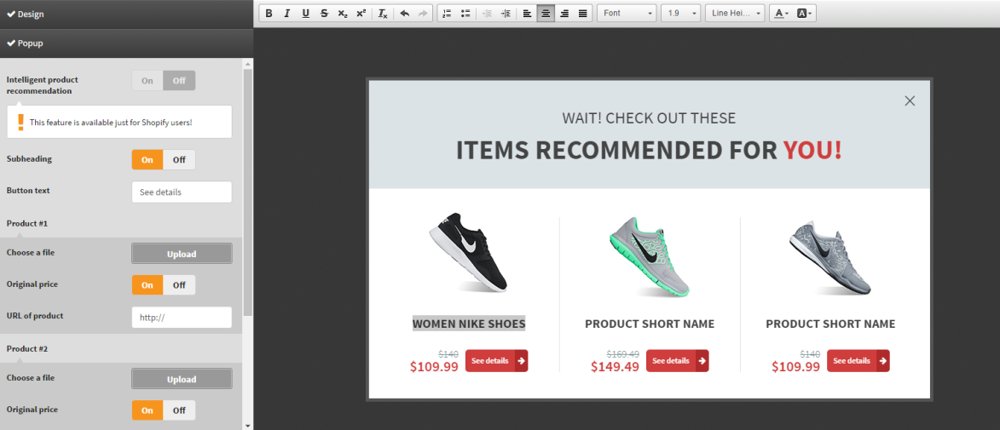 Design
Popup
Intelligent product
recommendation
On Off
This feature is available just for Shopify users!
Subheading
On Off
Button text
See details
Product #1
Choose a file
Upload
Original price
On Off
URL of product
http://
Product #2
Choose a file
Upload
Original price
On Off
B I U S x₂ x² Tx
Font
1.9
Line Hei...
A
A
WAIT! CHECK OUT THESE
ITEMS RECOMMENDED FOR YOU!
WOMEN NIKE SHOES
$140
$109.99
See details
PRODUCT SHORT NAME
$169.49
$149.49
See details
PRODUCT SHORT NAME
$140
$109.99
See details